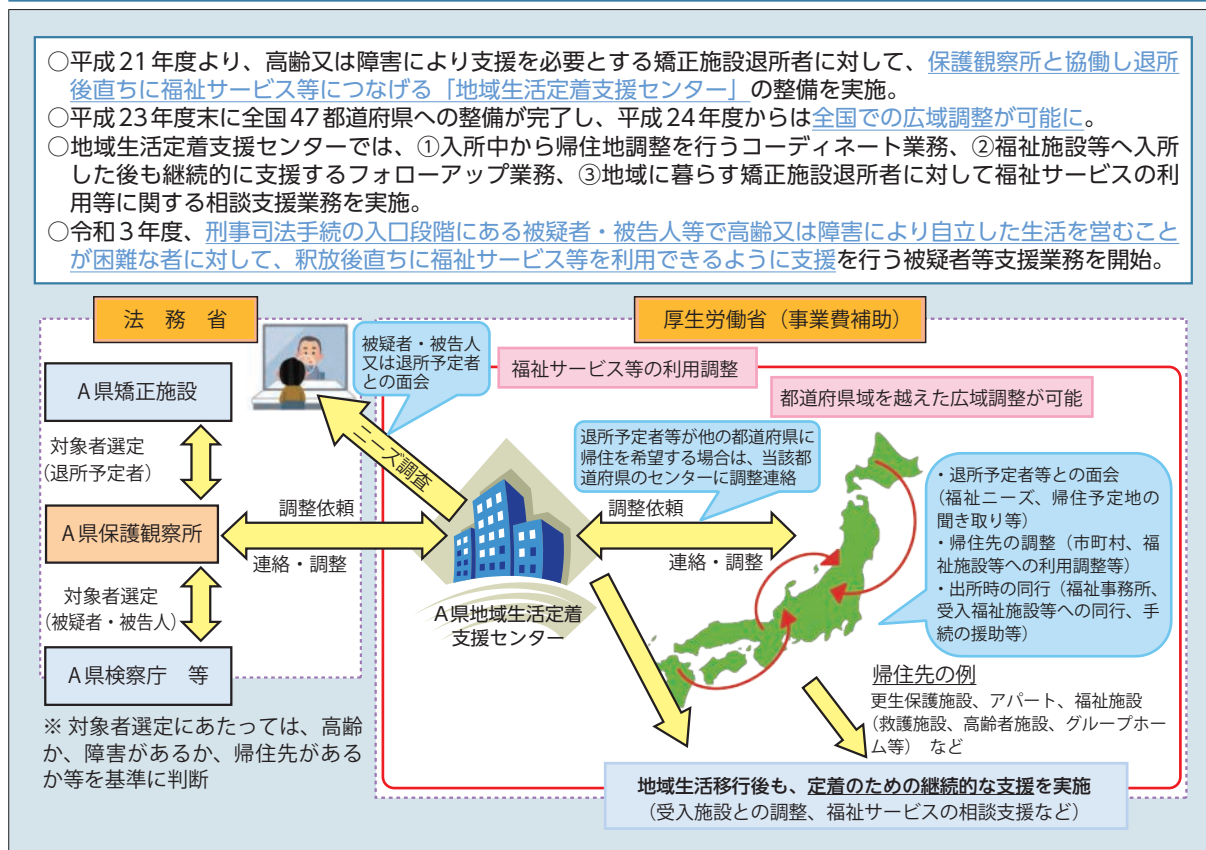 ○平成21年度より、高齢又は障害により支援を必要とする矯正施設退所者に対して、保護観察所と協働し退所
後直ちに福祉サービス等につなげる「地域生活定着支援センター」の整備を実施。
○平成23年度末に全国47都道府県への整備が完了し、平成24年度からは全国での広域調整が可能に。
○地域生活定着支援センターでは、①入所中から帰住地調整を行うコーディネート業務、②福祉施設等へ入所
した後も継続的に支援するフォローアップ業務、③地域に暮らす矯正施設退所者に対して福祉サービスの利
用等に関する相談支援業務を実施。
○令和3年度、刑事司法手続の入口段階にある被疑者・被告人等で高齢又は障害により自立した生活を営むこと
が困難な者に対して、釈放後直ちに福祉サービス等を利用できるように支援を行う被疑者等支援業務を開始。
法 務 省
厚生労働省（事業費補助）
被疑者・被告人
又は退所予定者
との面会
福祉サービス等の利用調整
都道府県域を越えた広域調整が可能
A県矯正施設
対象者選定
(退所予定者)
A県保護観察所
対象者選定
(被疑者・被告人)
A県検察庁 等
※対象者選定にあたっては、高齢
か、障害があるか、帰住先がある
か等を基準に判断
ニーズ調査
調整依頼
連絡・調整
A県地域生活定着
支援センター
退所予定者等が他の都道府県に
帰住を希望する場合は、当該都
道府県のセンターに調整連絡
調整依頼
連絡・調整
・退所予定者等との面会
（福祉ニーズ、帰住予定地の
聞き取り等）
・帰住先の調整（市町村、福
祉施設等への利用調整等）
・出所時の同行（福祉事務所、
受入福祉施設等への同行、手
続の援助等）
帰住先の例
更生保護施設、アパート、福祉施設
（救護施設、高齢者施設、グループホー
ム等） など
地域生活移行後も、定着のための継続的な支援を実施
（受入施設との調整、福祉サービスの相談支援など）